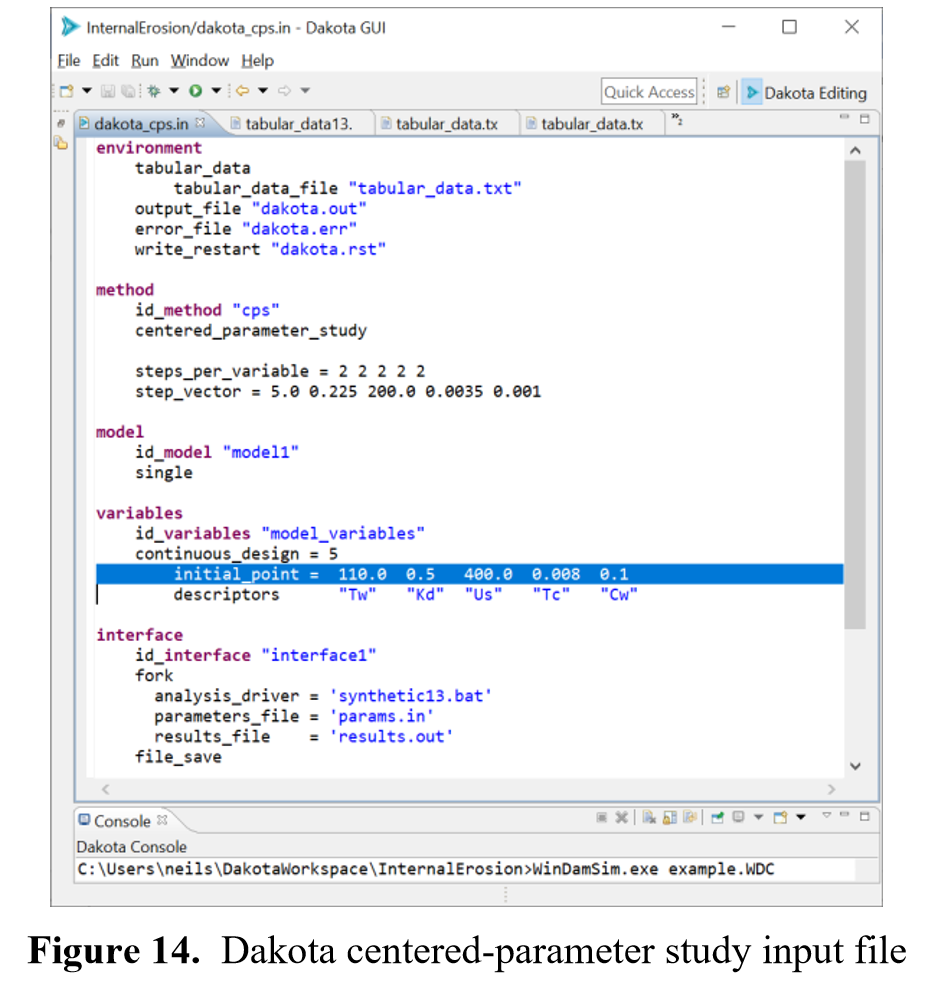 InternalErosion/dakota_cps.in - Dakota GUI
File Edit Run Window Help
Quick Access
Dakota Editing
dakota_cps.in tabular_data13. tabular_data.tx tabular_data.tx "2
environment
tabular_data
tabular_data_file "tabular_data.txt"
output_file "dakota.out"
error_file "dakota.err"
write_restart "dakota.rst"
method
id_method "cps"
centered_parameter_study
steps_per_variable = 2 2 2 2 2
step_vector = 5.0 0.225 200.0 0.0035 0.001
model
id_model "model1"
single
variables
id_variables "model_variables"
continuous_design = 5
initial_point = 110.0 0.5 400.0 0.008 0.1
descriptors "Tw" "Kd" "Us" "Tc" "Cw"
interface
id_interface "interface1"
fork
analysis_driver = 'synthetic13.bat'
parameters_file = 'params.in'
results_file = 'results.out'
file_save
Console
Dakota Console
C:\Users\neils\DakotaWorkspace\InternalErosion>WinDamSim.exe example.WDC
Figure 14. Dakota centered-parameter study input file